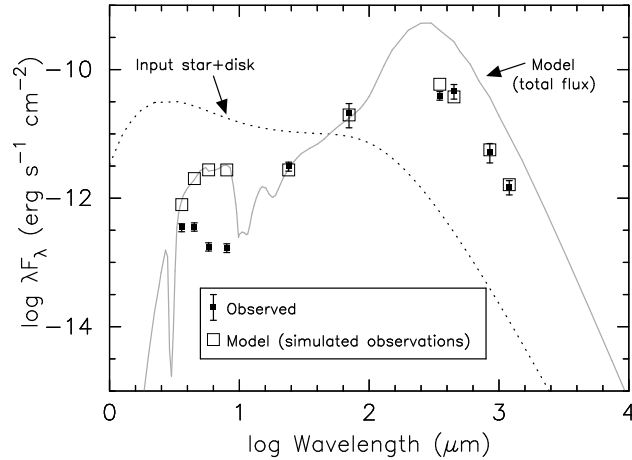 −10
−12
−14
log λFλ (erg s−1 cm−2)
Input star+disk
Model
(total flux)
Observed
Model (simulated observations)
0 1 2 3 4
log Wavelength (μm)